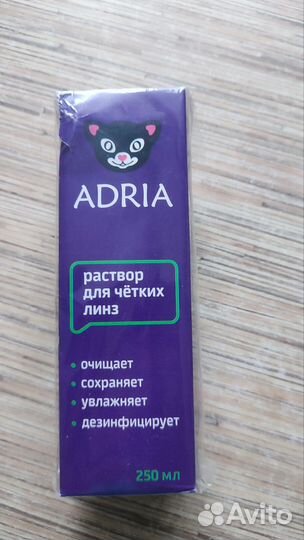 ADRIA
раствор
для чётких
линз
• очищает
• сохраняет
• увлажняет
• дезинфицирует
250 мл
Avito